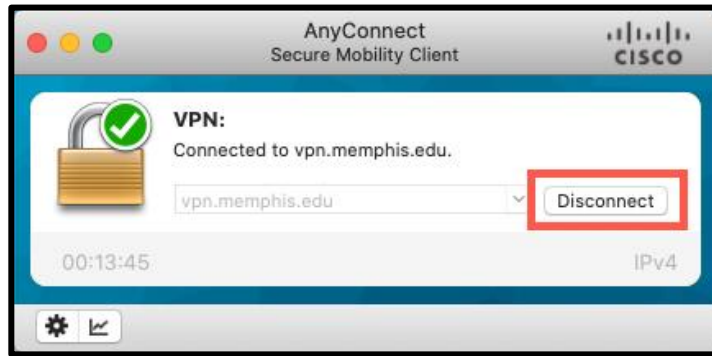 AnyConnect
Secure Mobility Client
CISCO
VPN:
Connected to vpn.memphis.edu.
vpn.memphis.edu
Disconnect
00:13:45
IPv4